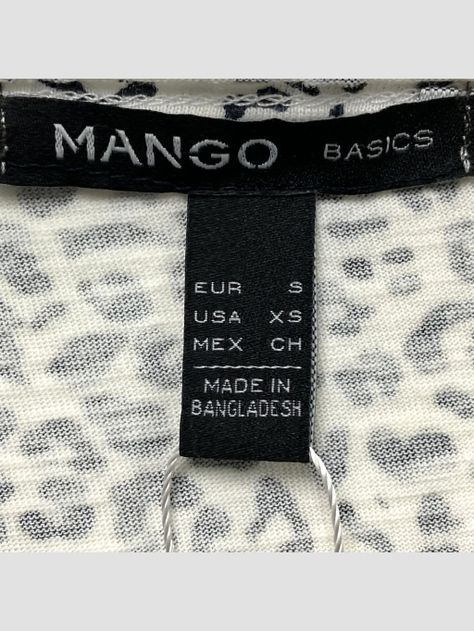 MANGO BASICS
EUR S
USA XS
MEX CH
MADE IN
BANGLADESH